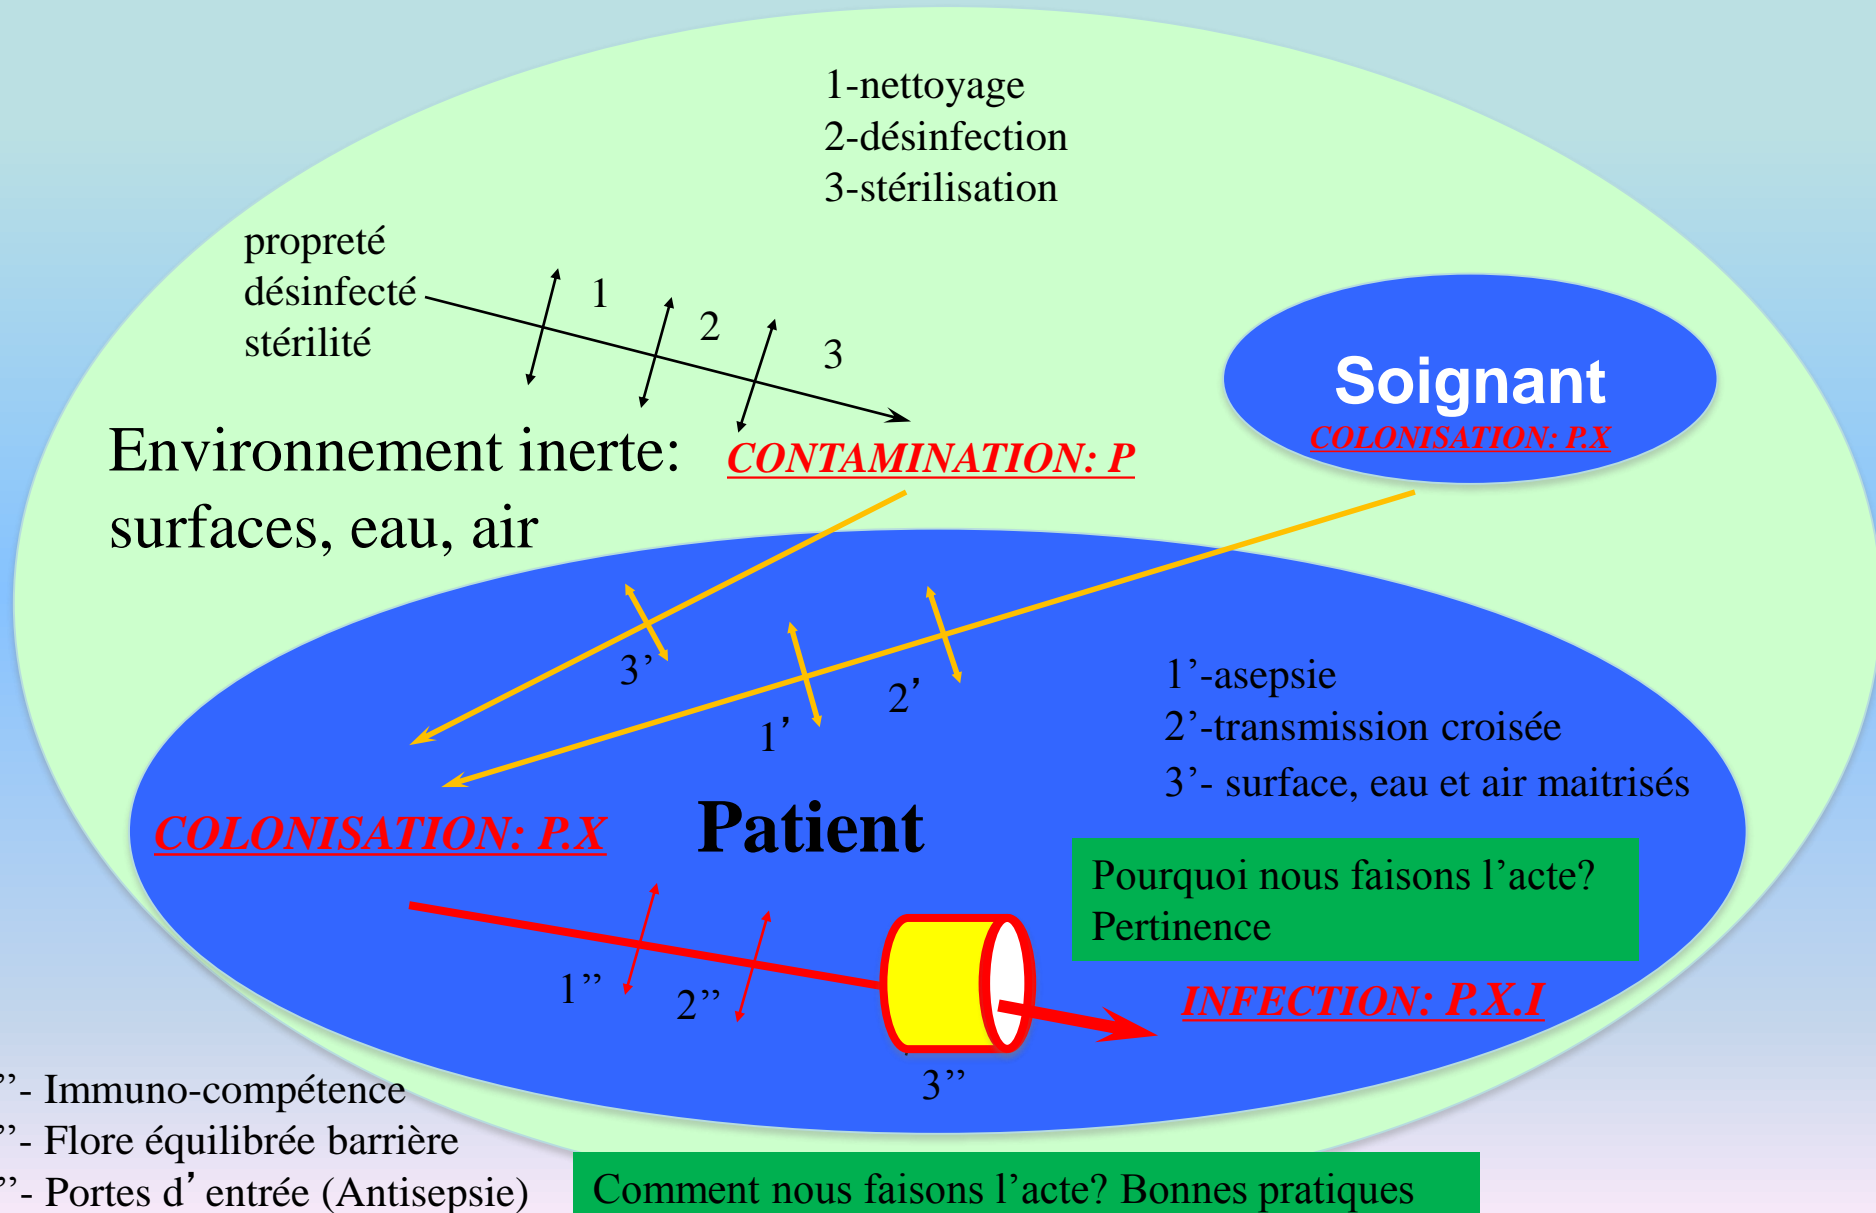 1-nettoyage
2-désinfection
3-stérilisation
propreté
désinfecté
stérilité
1
2
3
Soignant
COLONISATION: P.X
Environnement inerte:
surfaces, eau, air
CONTAMINATION: P
3’
1’
2’
1’-asepsie
2’-transmission croisée
3’- surface, eau et air maitrisés
COLONISATION: P.X
Patient
Pourquoi nous faisons l’acte?
Pertinence
1’’
2’’
3’’
INFECTION: P.X.I
’’- Immuno-compétence
’’- Flore équilibrée barrière
’’- Portes d’entrée (Antisepsie)
Comment nous faisons l’acte? Bonnes pratiques